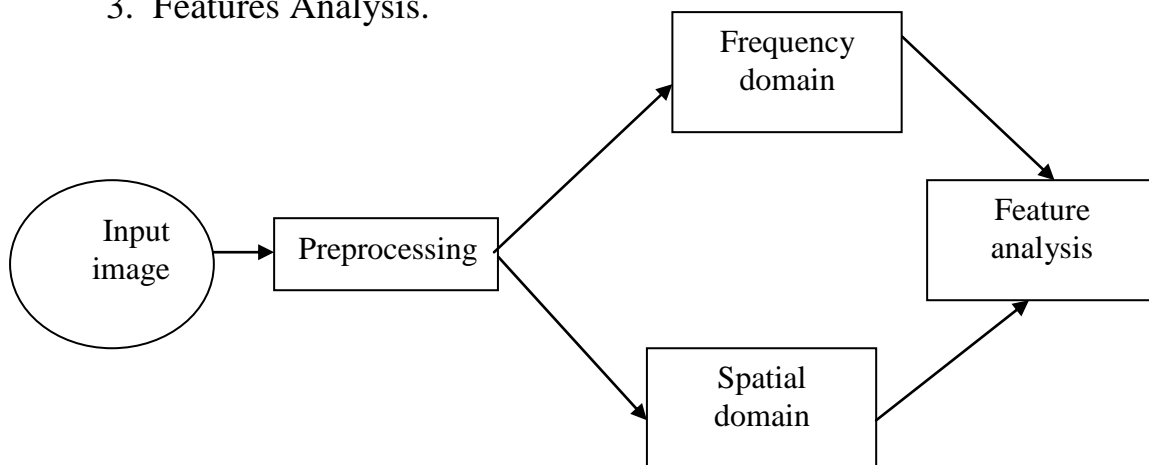 3. Features Analysis.
Frequency
domain
Input
image
Preprocessing
Feature
analysis
Spatial
domain